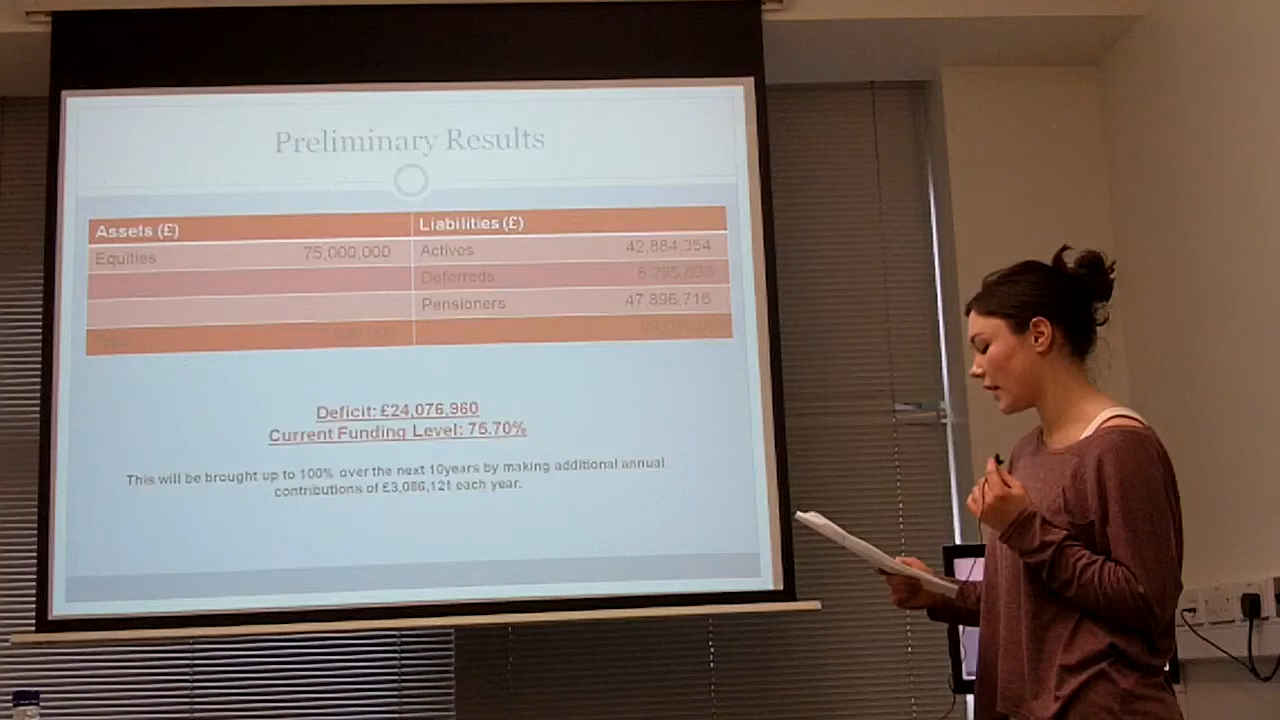 Preliminary Results
Assets (£) Liabilities (£)
Equities 75,000,000 Actives 42,884,354
Deferreds
Pensioners 47,896,716
Deficit: £24,076,960
Current Funding Level: 75.70%
This will be brought up to 100% over the next 10years by making additional annual
contributions of £3,086,121 each year.